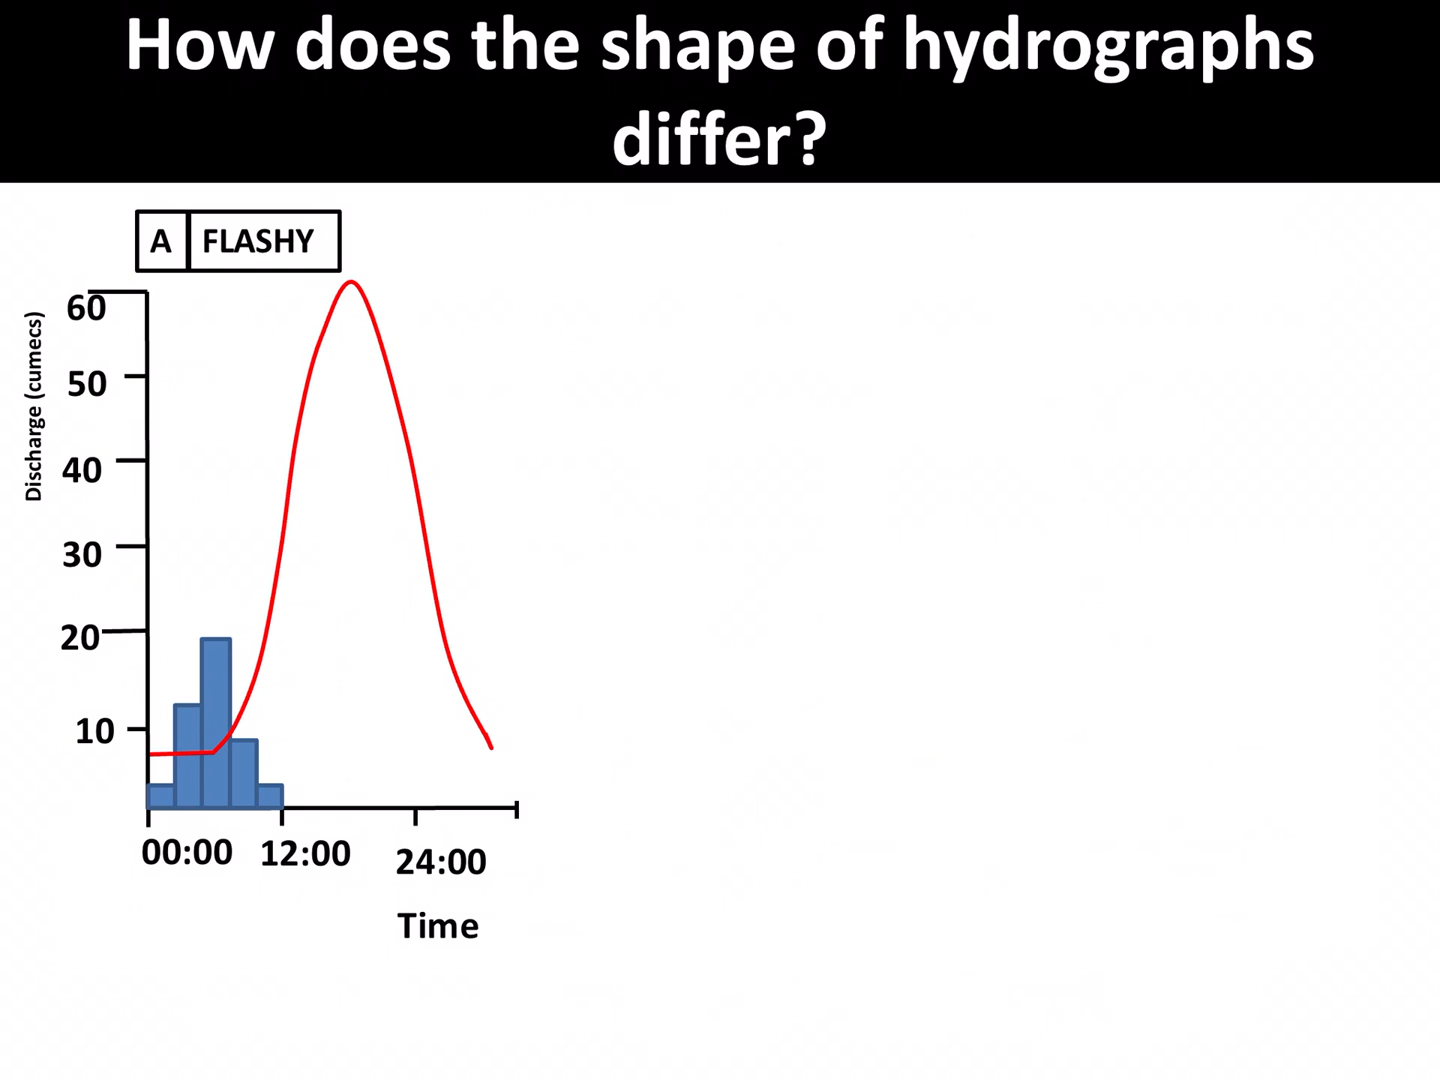 How does the shape of hydrographs
differ?
A FLASHY
Discharge (cumecs)
60
50
40
30
20
10
00:00 12:00 24:00
Time